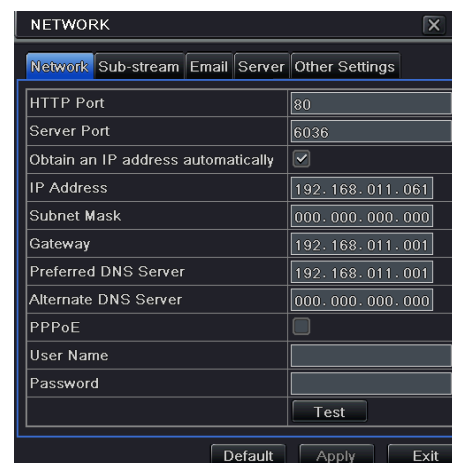 NETWORK
Network Sub-stream Email Server Other Settings
HTTP Port 80
Server Port 6036
Obtain an IP address automatically
IP Address 192.168.011.061
Subnet Mask 000.000.000.000
Gateway 192.168.011.001
Preferred DNS Server 192.168.011.001
Alternate DNS Server 000.000.000.000
PPPoE
User Name
Password
Test
Default Apply Exit